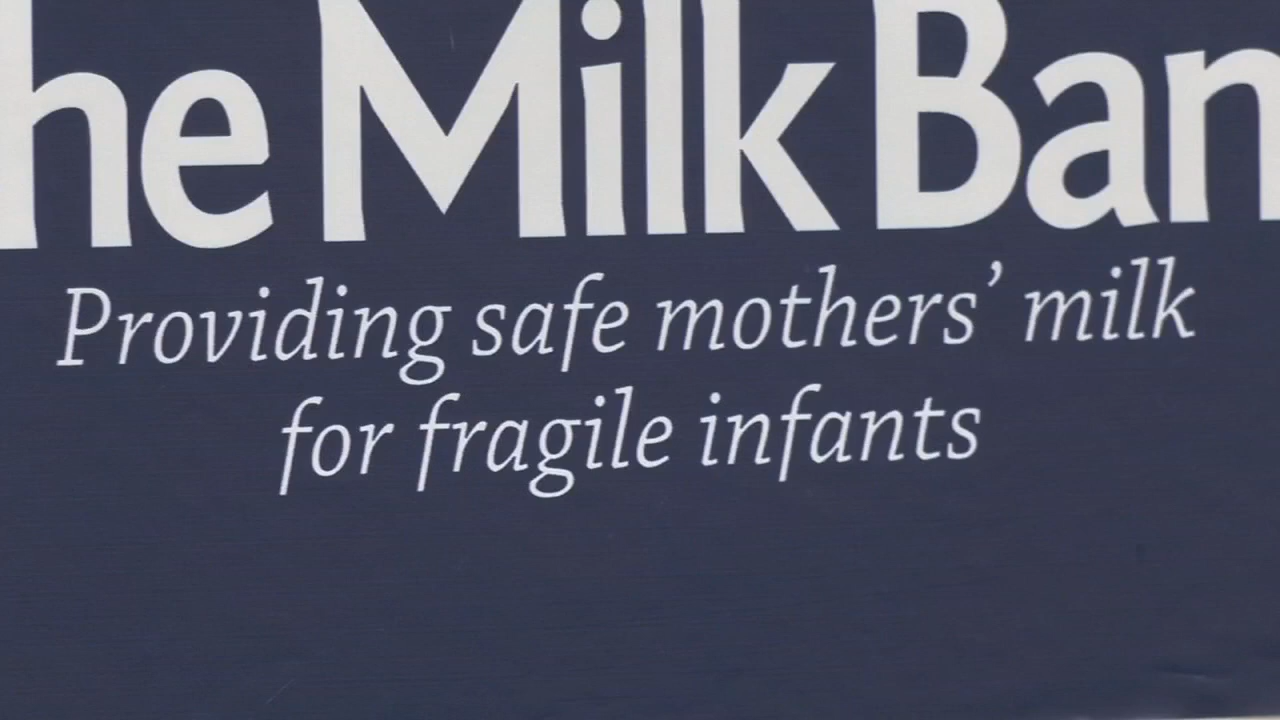 he Milk Ban
Providing safe mothers’ milk
for fragile infants